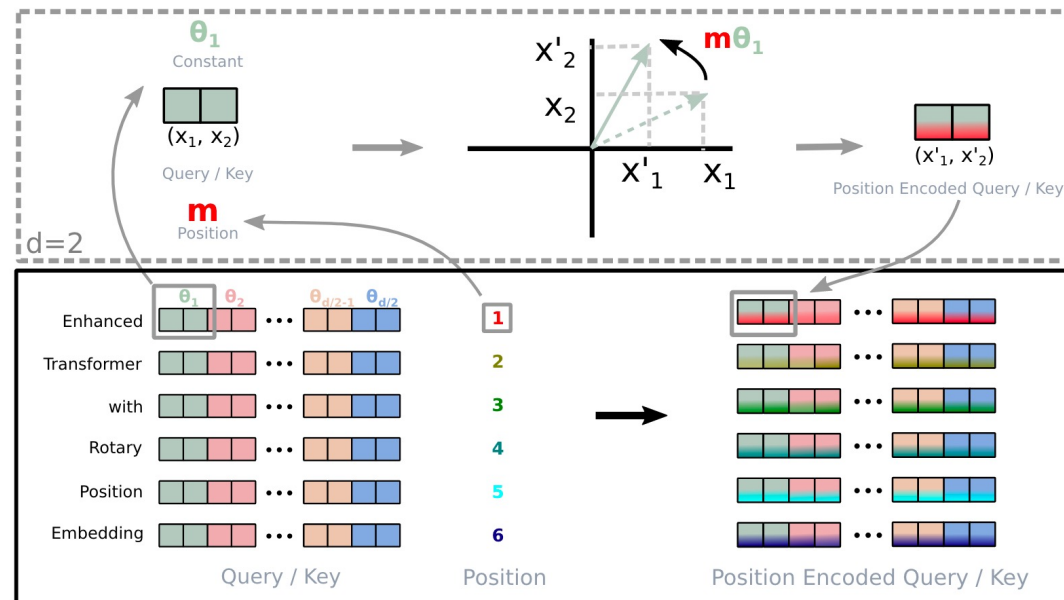 θ₁
Constant
(x₁, x₂)
Query / Key
m
Position
d=2
x'₂
x₂
x'₁
x₁
mθ₁
(x'₁, x'₂)
Position Encoded Query / Key
θ₁ θ₂ ••• θd/2-1 θd/2
Enhanced ••• 1 •••
Transformer ••• 2 •••
with ••• 3 •••
Rotary ••• 4 •••
Position ••• 5 •••
Embedding ••• 6 •••
Query / Key Position Position Encoded Query / Key